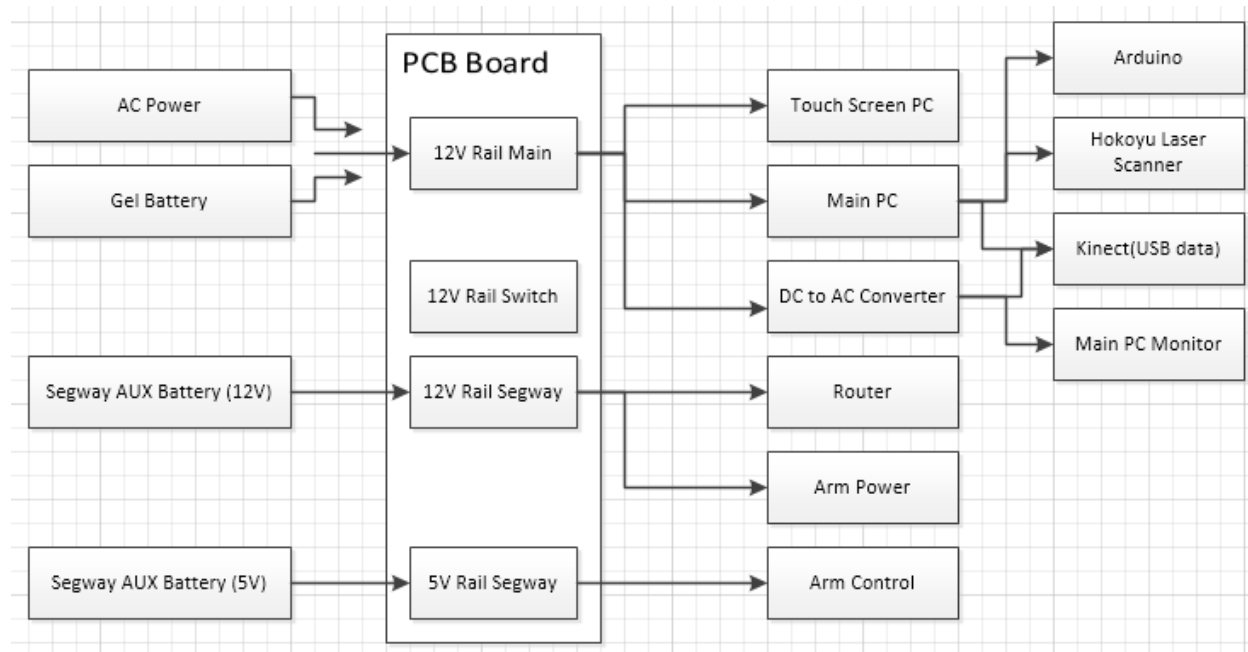 PCB Board
AC Power
Gel Battery
Segway AUX Battery (12V)
Segway AUX Battery (5V)
12V Rail Main
12V Rail Switch
12V Rail Segway
5V Rail Segway
Touch Screen PC
Main PC
DC to AC Converter
Router
Arm Power
Arm Control
Arduino
Hokoyu Laser
Scanner
Kinect(USB data)
Main PC Monitor